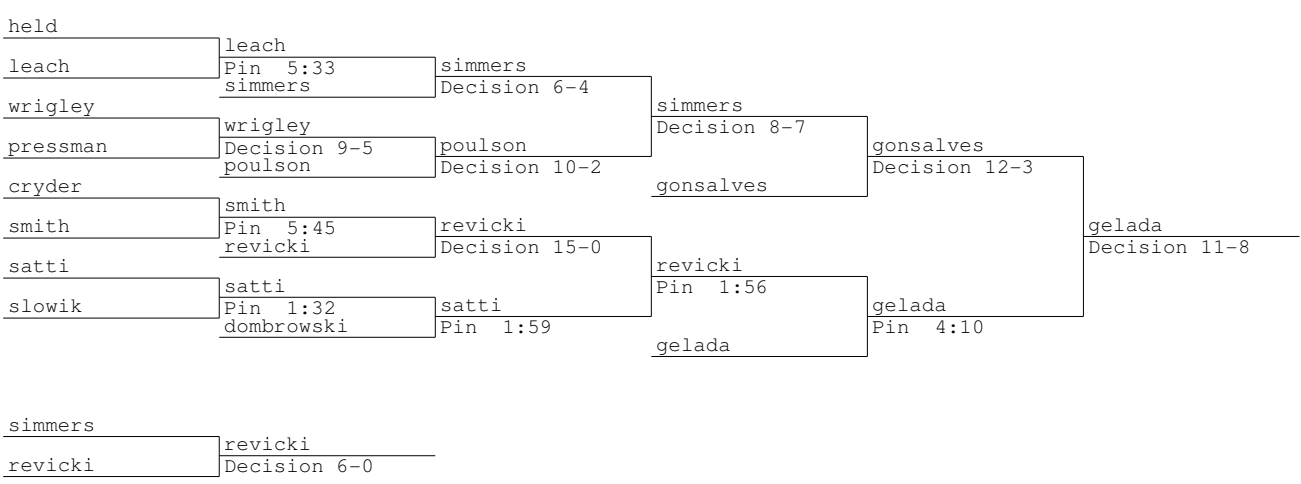 held
leach
leach
Pin 5:33
simmers
simmers
Decision 6-4
wrigley
simmers
Decision 8-7
wrigley
pressman
Decision 9-5
poulson
poulson
Decision 10-2
gonsalves
Decision 12-3
cryder
gonsalves
smith
smith
Pin 5:45
revicki
revicki
Decision 15-0
gelada
Decision 11-8
satti
revicki
Pin 1:56
satti
slowik
Pin 1:32
dombrowski
satti
Pin 1:59
gelada
Pin 4:10
gelada
simmers
revicki
revicki
Decision 6-0